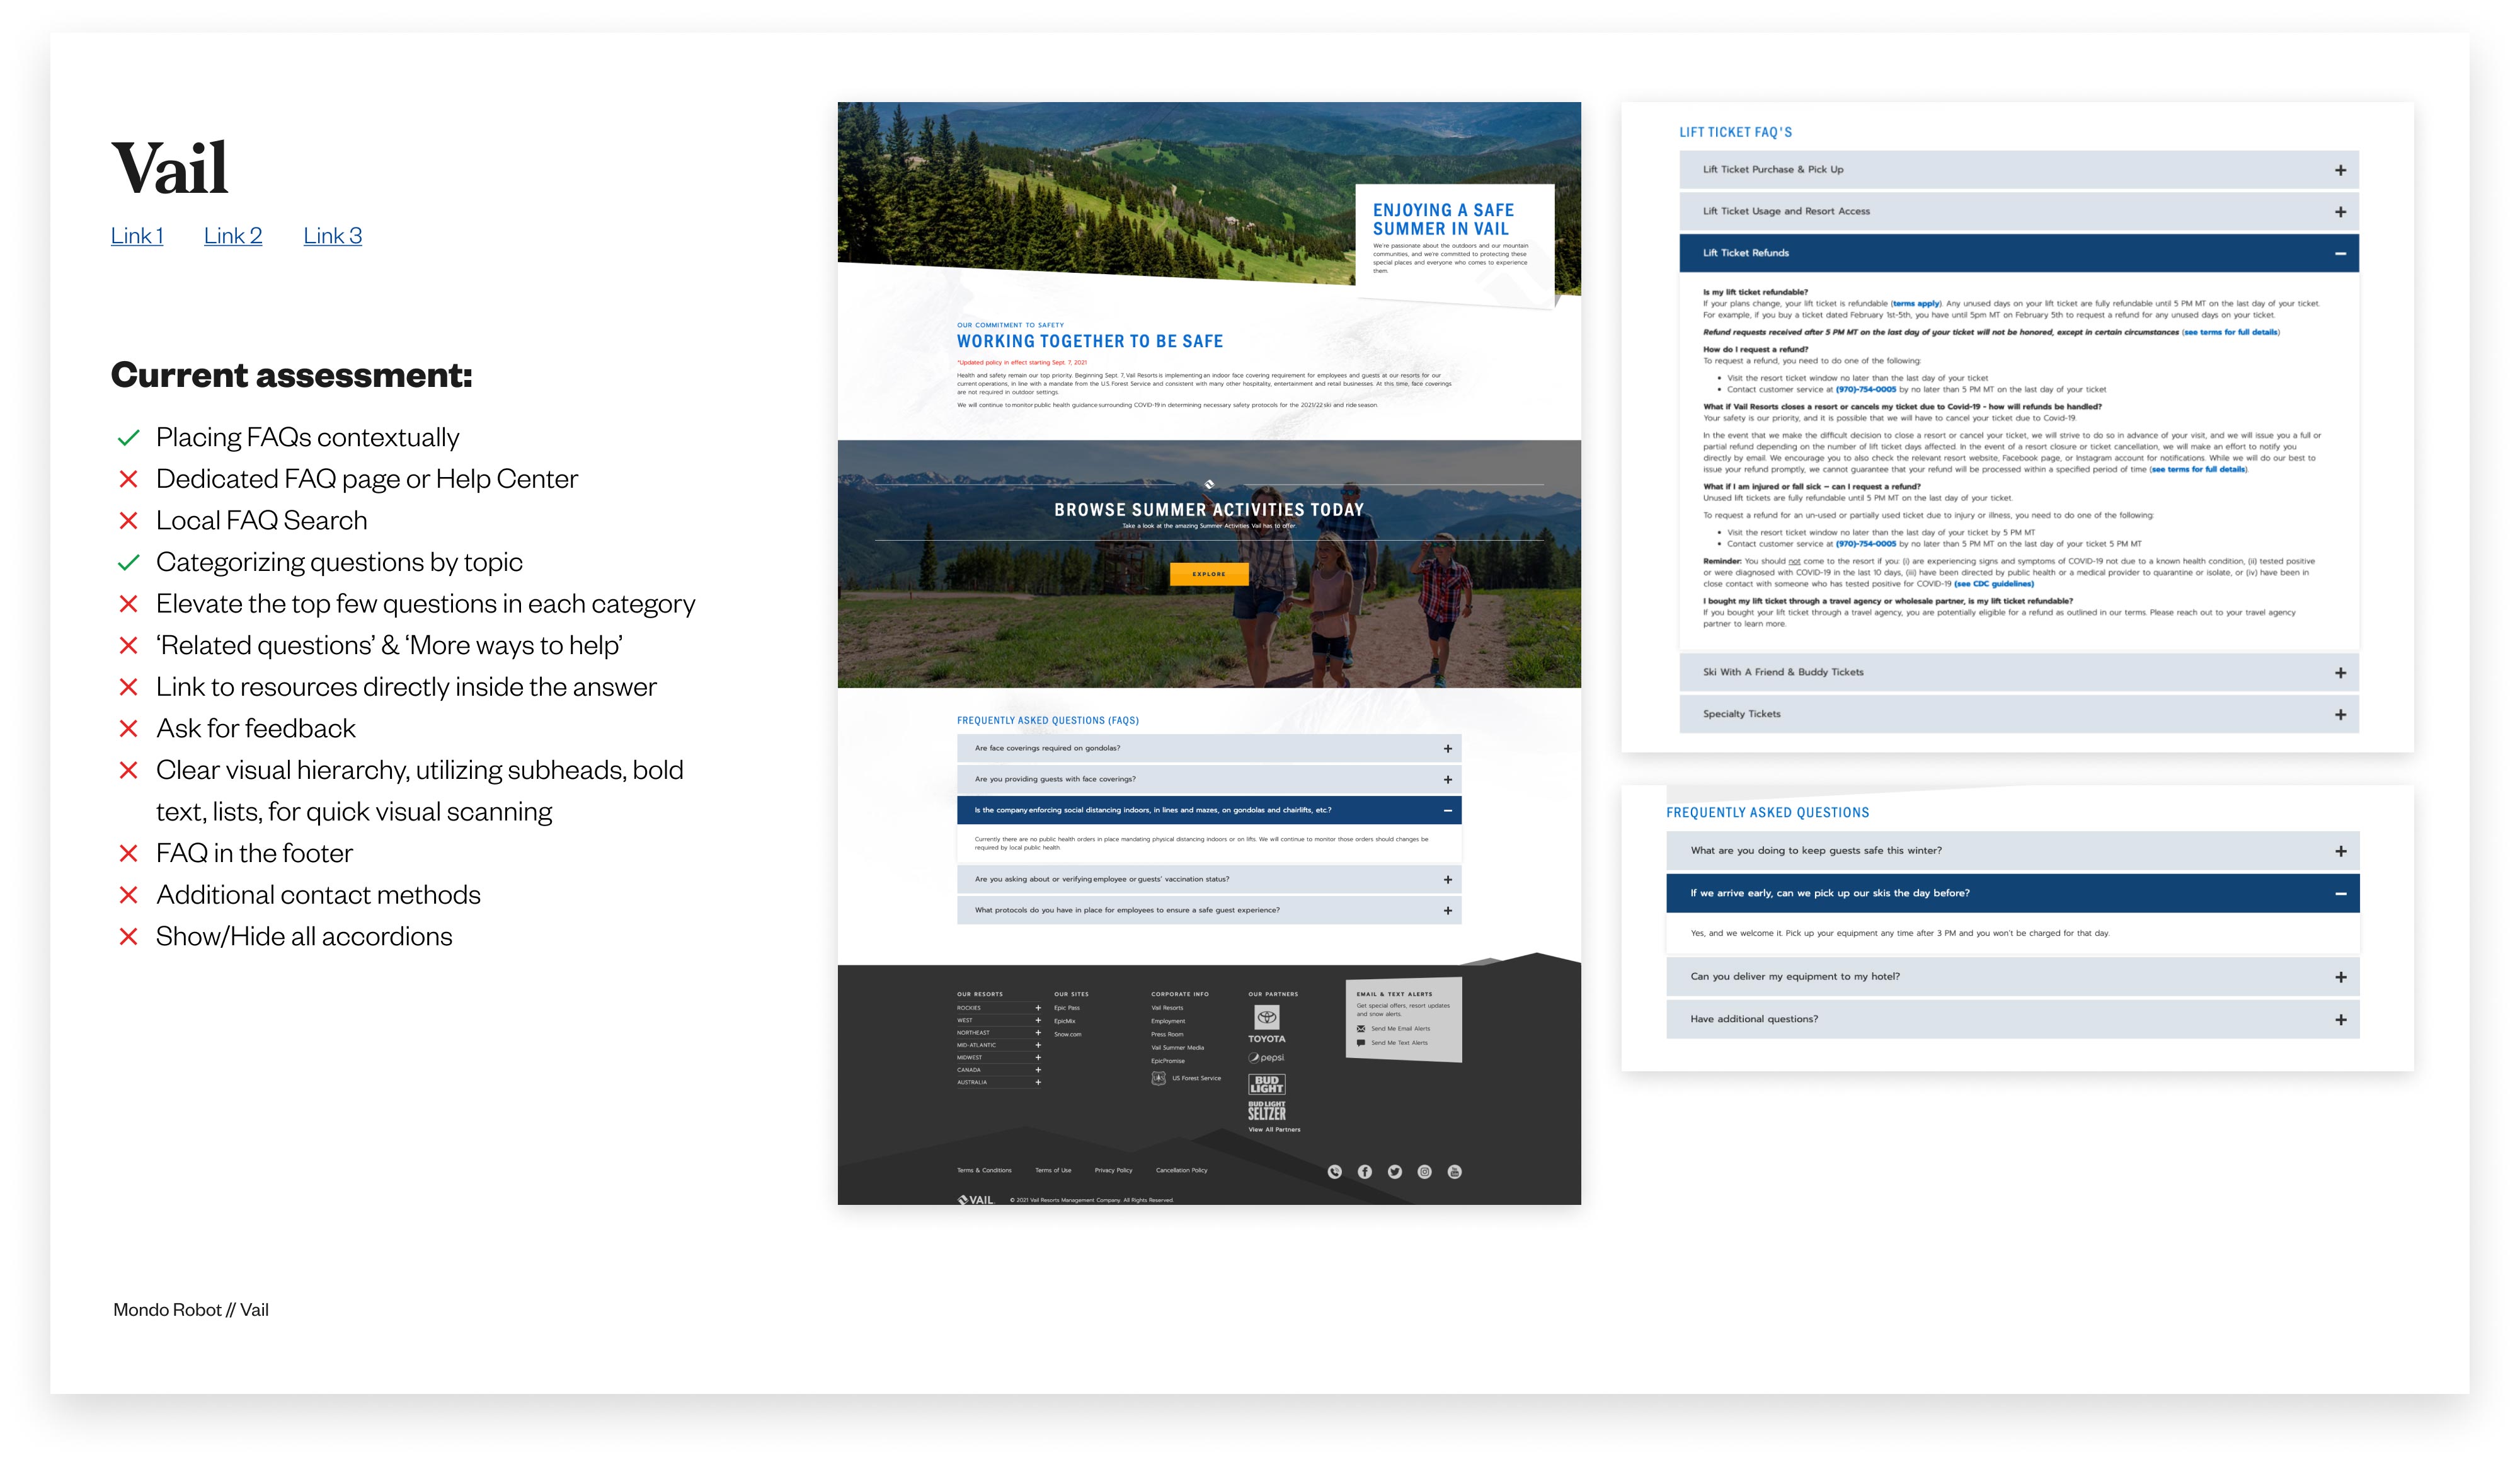 Vail
Link 1 Link 2 Link 3
Current assessment:
Placing FAQs contextually
Dedicated FAQ page or Help Center
Local FAQ Search
Categorizing questions by topic
Elevate the top few questions in each category
‘Related questions’ & ‘More ways to help’
Link to resources directly inside the answer
Ask for feedback
Clear visual hierarchy, utilizing subheads, bold
text, lists, for quick visual scanning
FAQ in the footer
Additional contact methods
Show/Hide all accordions
Mondo Robot // Vail
ENJOYING A SAFE
SUMMER IN VAIL
We're passionate about the outdoors and our mountain
communities, and we're committed to protecting these
special places and everyone who comes to experience
them.
OUR COMMITMENT TO SAFETY
WORKING TOGETHER TO BE SAFE
*Updated policy in effect starting Sept. 7, 2021
Health and safety remain our top priority. Beginning Sept. 7, Vail Resorts is implementing an indoor face covering requirement for employees and guests at our resorts for our
current operations, in line with a mandate from the U.S. Forest Service and consistent with many other hospitality, entertainment and retail businesses. At this time, face coverings
are not required in outdoor settings.
We will continue to monitor public health guidance surrounding COVID-19 in determining necessary safety protocols for the 2021/22 ski and ride season.
BROWSE SUMMER ACTIVITIES TODAY
Take a look at the amazing Summer Activities Vail has to offer.
EXPLORE
FREQUENTLY ASKED QUESTIONS (FAQS)
Are face coverings required on gondolas?
Are you providing guests with face coverings?
Is the company enforcing social distancing indoors, in lines and mazes, on gondolas and chairlifts, etc.?
Currently there are no public health orders in place mandating physical distancing indoors or on lifts. We will continue to monitor those orders should changes be
required by local public health.
Are you asking about or verifying employee or guests' vaccination status?
What protocols do you have in place for employees to ensure a safe guest experience?
OUR RESORTS
ROCKIES
WEST
NORTHEAST
MID-ATLANTIC
MIDWEST
CANADA
AUSTRALIA
OUR SITES
Epic Pass
EpicMix
Snow.com
CORPORATE INFO
Vail Resorts
Employment
Press Room
Vail Summer Media
EpicPromise
US Forest Service
OUR PARTNERS
TOYOTA
pepsi
BUD
LIGHT
BUD LIGHT
SELTZER
View All Partners
EMAIL & TEXT ALERTS
Get special offers, resort updates
and snow alerts.
Send Me Email Alerts
Send Me Text Alerts
Terms & Conditions Terms of Use Privacy Policy Cancellation Policy
VAIL © 2021 Vail Resorts Management Company. All Rights Reserved.
LIFT TICKET FAQ'S
Lift Ticket Purchase & Pick Up
Lift Ticket Usage and Resort Access
Lift Ticket Refunds
Is my lift ticket refundable?
If your plans change, your lift ticket is refundable (terms apply). Any unused days on your lift ticket are fully refundable until 5 PM MT on the last day of your ticket.
For example, if you buy a ticket dated February 1st-5th, you have until 5pm MT on February 5th to request a refund for any unused days on your ticket.
Refund requests received after 5 PM MT on the last day of your ticket will not be honored, except in certain circumstances (see terms for full details)
How do I request a refund?
To request a refund, you need to do one of the following:
• Visit the resort ticket window no later than the last day of your ticket
• Contact customer service at (970)-754-0005 by no later than 5 PM MT on the last day of your ticket
What if Vail Resorts closes a resort or cancels my ticket due to Covid-19 - how will refunds be handled?
Your safety is our priority, and it is possible that we will have to cancel your ticket due to Covid-19.
In the event that we make the difficult decision to close a resort or cancel your ticket, we will strive to do so in advance of your visit, and we will issue you a full or
partial refund depending on the number of lift ticket days affected. In the event of a resort closure or ticket cancellation, we will make an effort to notify you
directly by email. We encourage you to also check the relevant resort website, Facebook page, or Instagram account for notifications. While we will do our best to
issue your refund promptly, we cannot guarantee that your refund will be processed within a specified period of time (see terms for full details).
What if I am injured or fall sick – can I request a refund?
Unused lift tickets are fully refundable until 5 PM MT on the last day of your ticket.
To request a refund for an un-used or partially used ticket due to injury or illness, you need to do one of the following:
• Visit the resort ticket window no later than the last day of your ticket by 5 PM MT
• Contact customer service at (970)-754-0005 by no later than 5 PM MT on the last day of your ticket 5 PM MT
Reminder: You should not come to the resort if you: (i) are experiencing signs and symptoms of COVID-19 not due to a known health condition, (ii) tested positive
or were diagnosed with COVID-19 in the last 10 days, (iii) have been directed by public health or a medical provider to quarantine or isolate, or (iv) have been in
close contact with someone who has tested positive for COVID-19 (see CDC guidelines)
I bought my lift ticket through a travel agency or wholesale partner, is my lift ticket refundable?
If you bought your lift ticket through a travel agency, you are potentially eligible for a refund as outlined in our terms. Please reach out to your travel agency
partner to learn more.
Ski With A Friend & Buddy Tickets
Specialty Tickets
FREQUENTLY ASKED QUESTIONS
What are you doing to keep guests safe this winter?
If we arrive early, can we pick up our skis the day before?
Yes, and we welcome it. Pick up your equipment any time after 3 PM and you won't be charged for that day.
Can you deliver my equipment to my hotel?
Have additional questions?